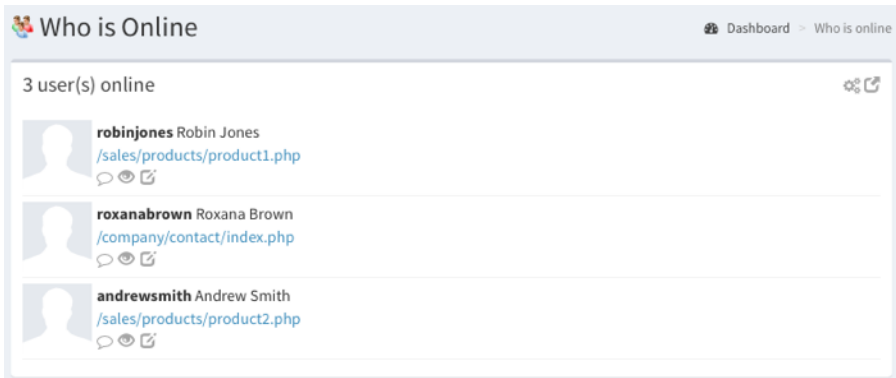 Who is Online
Dashboard > Who is online
3 user(s) online
robinjones Robin Jones
/sales/products/product1.php
roxanabrown Roxana Brown
/company/contact/index.php
andrewsmith Andrew Smith
/sales/products/product2.php